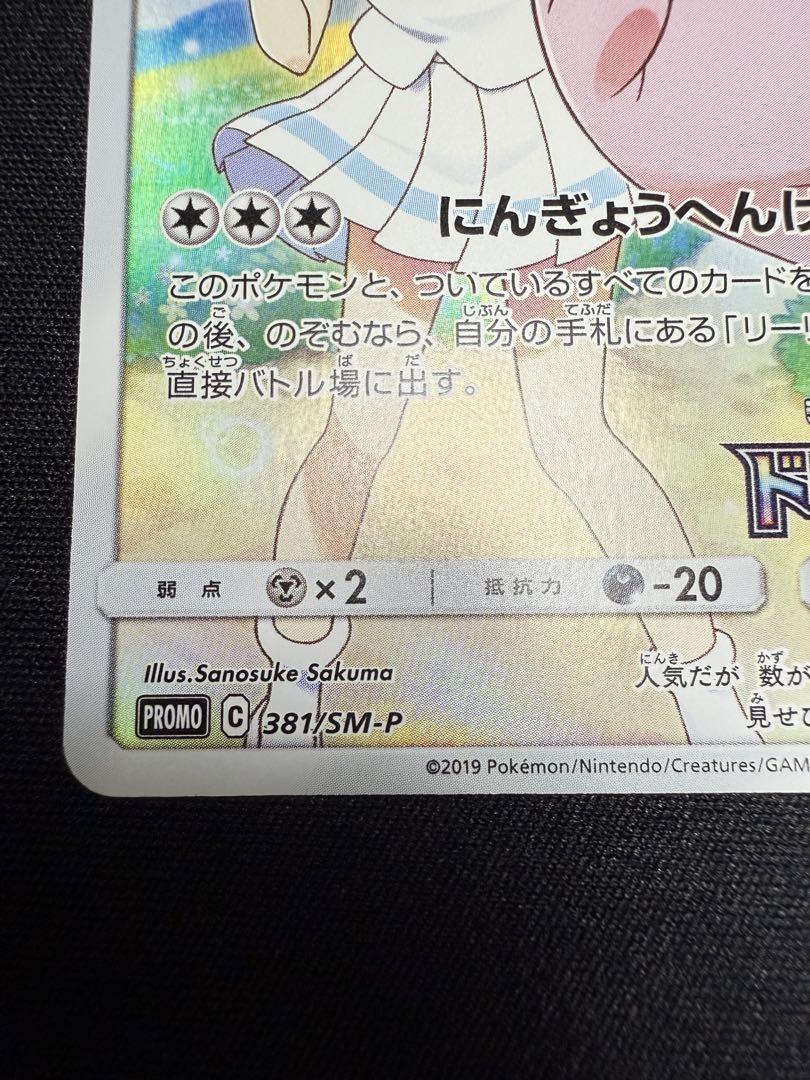 にんぎょうへんけ
このポケモンと、ついているすべてのカードを
の後、のぞむなら、自分の手札にある「リーリ
直接バトル場に出す。
ド
弱点 ×2 抵抗力 -20
Illus.Sanosuke Sakuma
人気だが 数が
PROMO C 381/SM-P
見せひ
©2019 Pokémon/Nintendo/Creatures/GAM